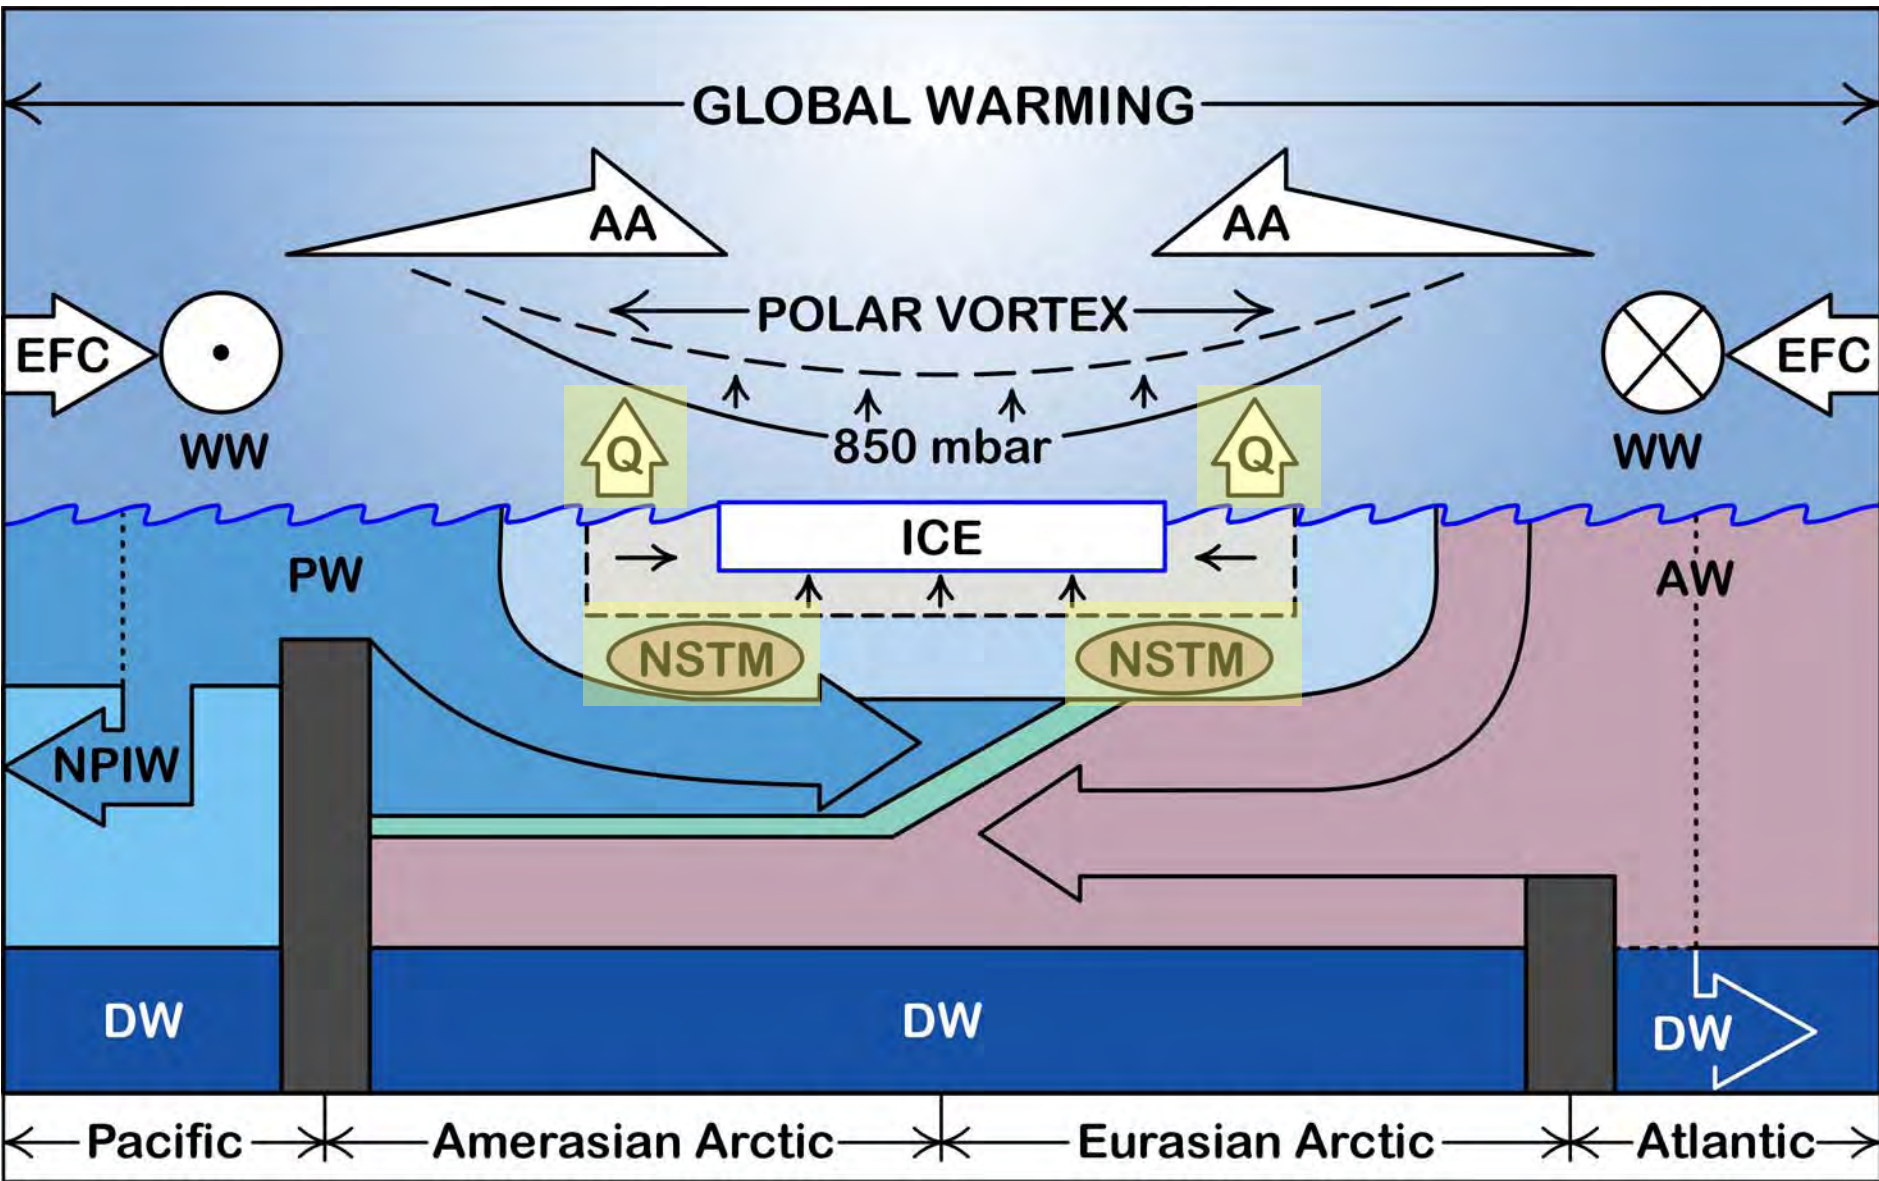 GLOBAL WARMING
AA
AA
POLAR VORTEX
EFC
EFC
850 mbar
Q
Q
WW
WW
ICE
PW
AW
NSTM
NSTM
NPIW
DW
DW
DW
Pacific
Amerasian Arctic
Eurasian Arctic
Atlantic